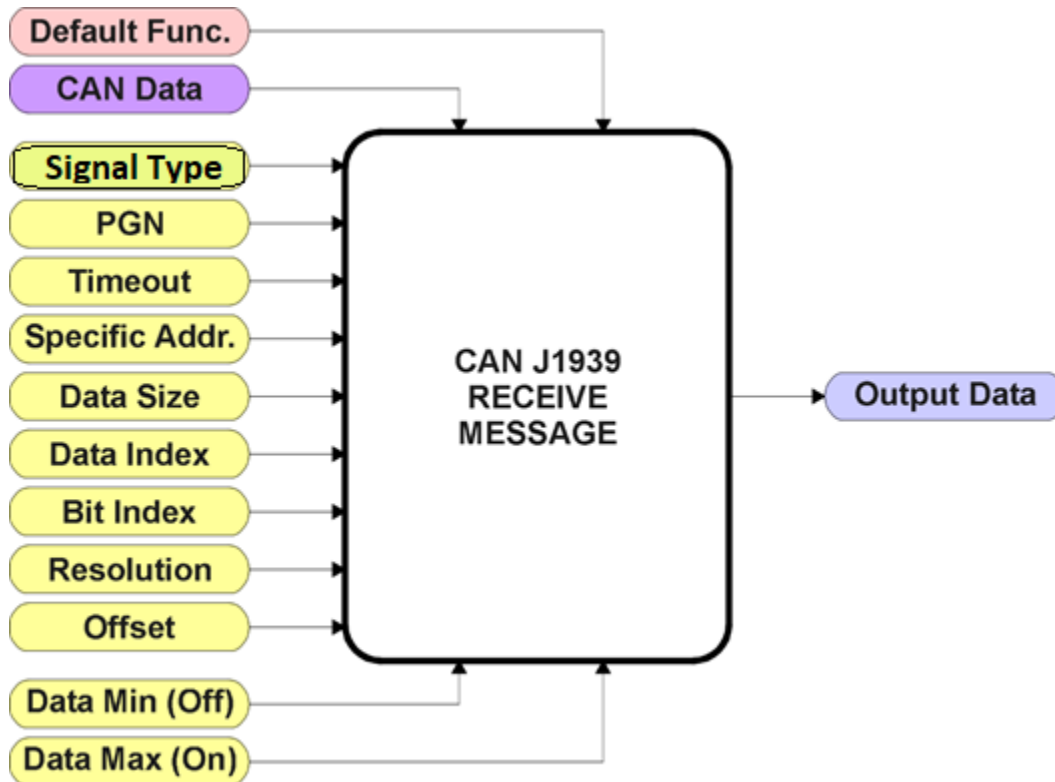 Default Func.
CAN Data
Signal Type
PGN
Timeout
Specific Addr.
Data Size
Data Index
Bit Index
Resolution
Offset
Data Min (Off)
Data Max (On)
CAN J1939
RECEIVE
MESSAGE
Output Data